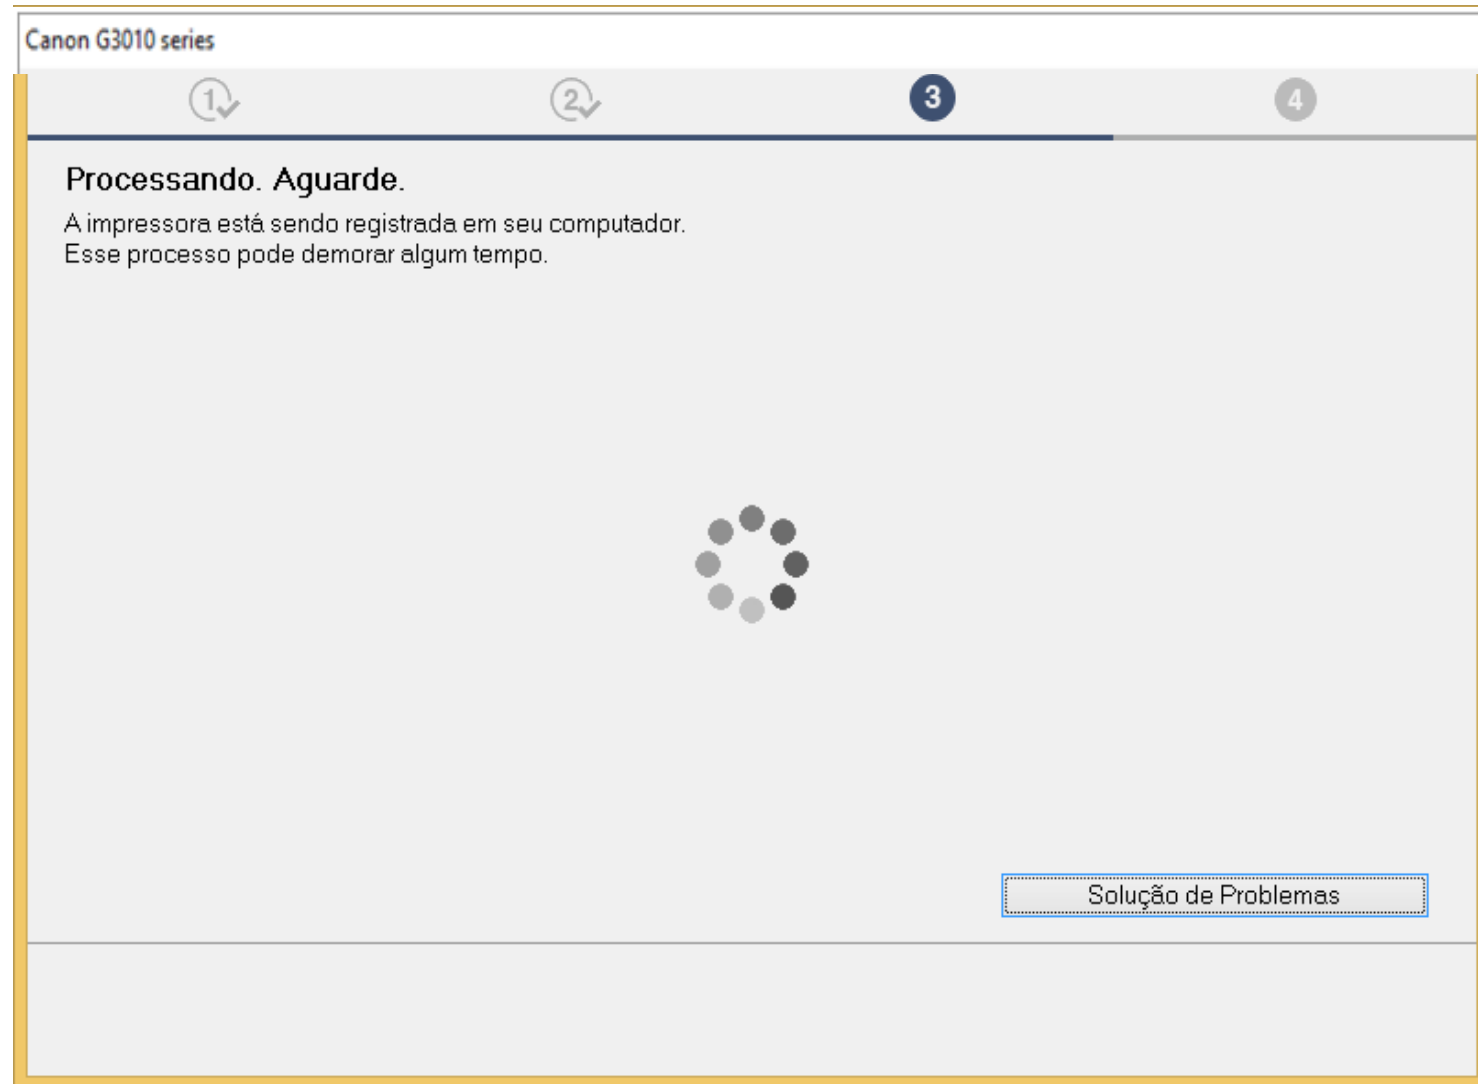 Canon G3010 series
1 2 3 4
Processando. Aguarde.
A impressora está sendo registrada em seu computador.
Esse processo pode demorar algum tempo.
Solução de Problemas